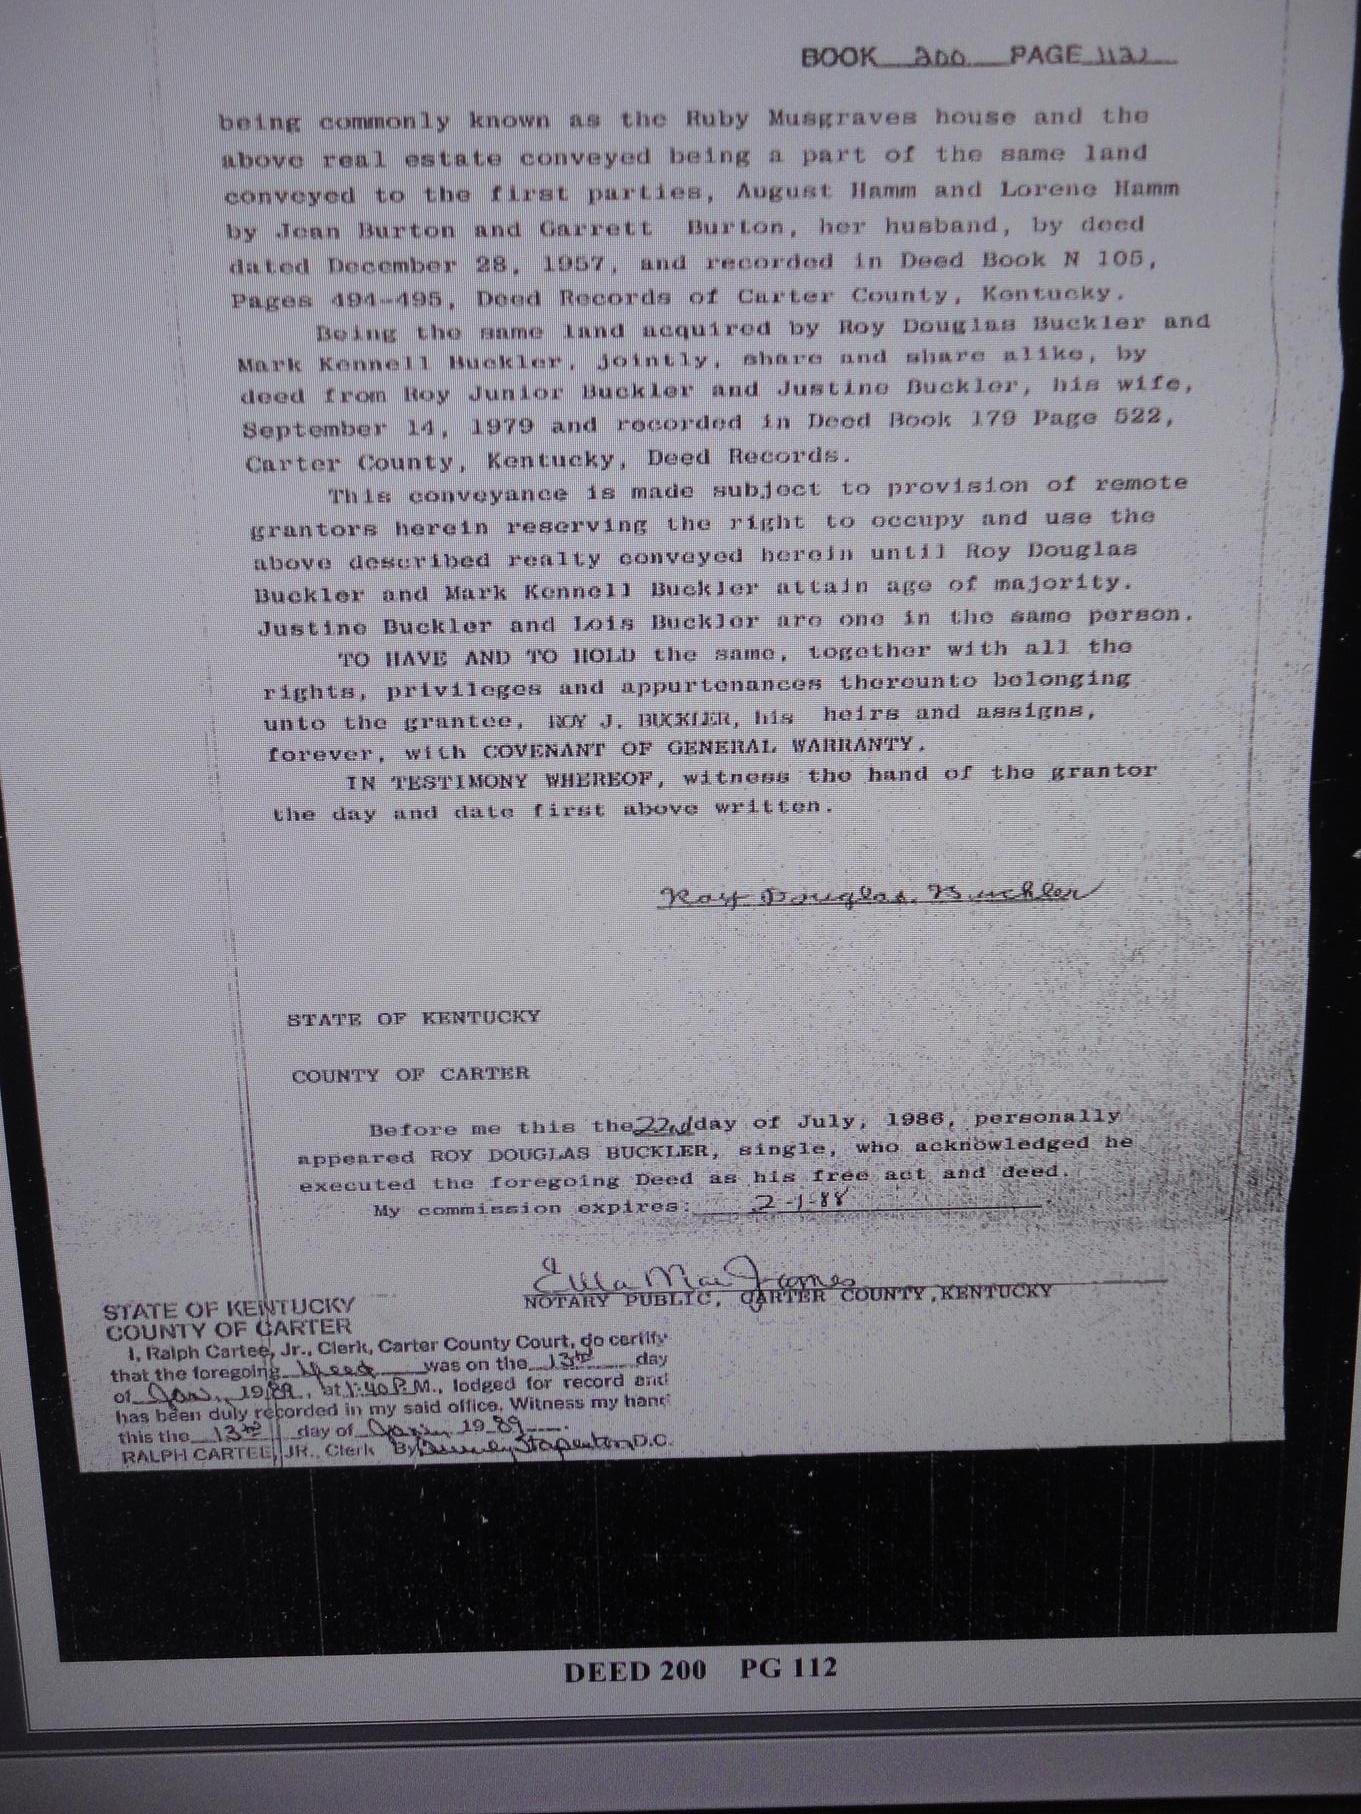 BOOK 200 PAGE 112
being commonly known as the Ruby Musgraves house and the
above real estate conveyed being a part of the same land
conveyed to the first parties, August Hamm and Lorene Hamm
by Jean Burton and Garrett Burton, her husband, by deed
dated December 28, 1957, and recorded in Deed Book N 105,
Pages 494-495, Deed Records of Carter County, Kentucky.
Being the same land acquired by Roy Douglas Buckler and
Mark Kennell Buckler, jointly, share and share alike, by
deed from Roy Junior Buckler and Justine Buckler, his wife,
September 14, 1979 and recorded in Deed Book 179 Page 522,
Carter County, Kentucky, Deed Records.
This conveyance is made subject to provision of remote
grantors herein reserving the right to occupy and use the
above described realty conveyed herein until Roy Douglas
Buckler and Mark Kennell Buckler attain age of majority.
Justine Buckler and Lois Buckler are one in the same person.
TO HAVE AND TO HOLD the same, together with all the
rights, privileges and appurtenances thereunto belonging
unto the grantee, ROY J. BUCKLER, his heirs and assigns,
forever, with COVENANT OF GENERAL WARRANTY.
IN TESTIMONY WHEREOF, witness the hand of the grantor
the day and date first above written.
Roy Douglas Buckler
STATE OF KENTUCKY
COUNTY OF CARTER
Before me this the 22nd day of July, 1986, personally
appeared ROY DOUGLAS BUCKLER, single, who acknowledged he
executed the foregoing Deed as his free act and deed.
My commission expires: 2-1-88
Mae James
NOTARY PUBLIC, CARTER COUNTY, KENTUCKY
STATE OF KENTUCKY
COUNTY OF CARTER
I, Ralph Cartee, Jr., Clerk, Carter County Court, do certify
that the foregoing Deed was on the 13th day
of Jan. 1989, at 1:40 P.M., lodged for record and
has been duly recorded in my said office. Witness my hand
this the 13th day of Jan. 1989.
RALPH CARTEE, JR., Clerk By Stapleton D.C.
DEED 200 PG 112